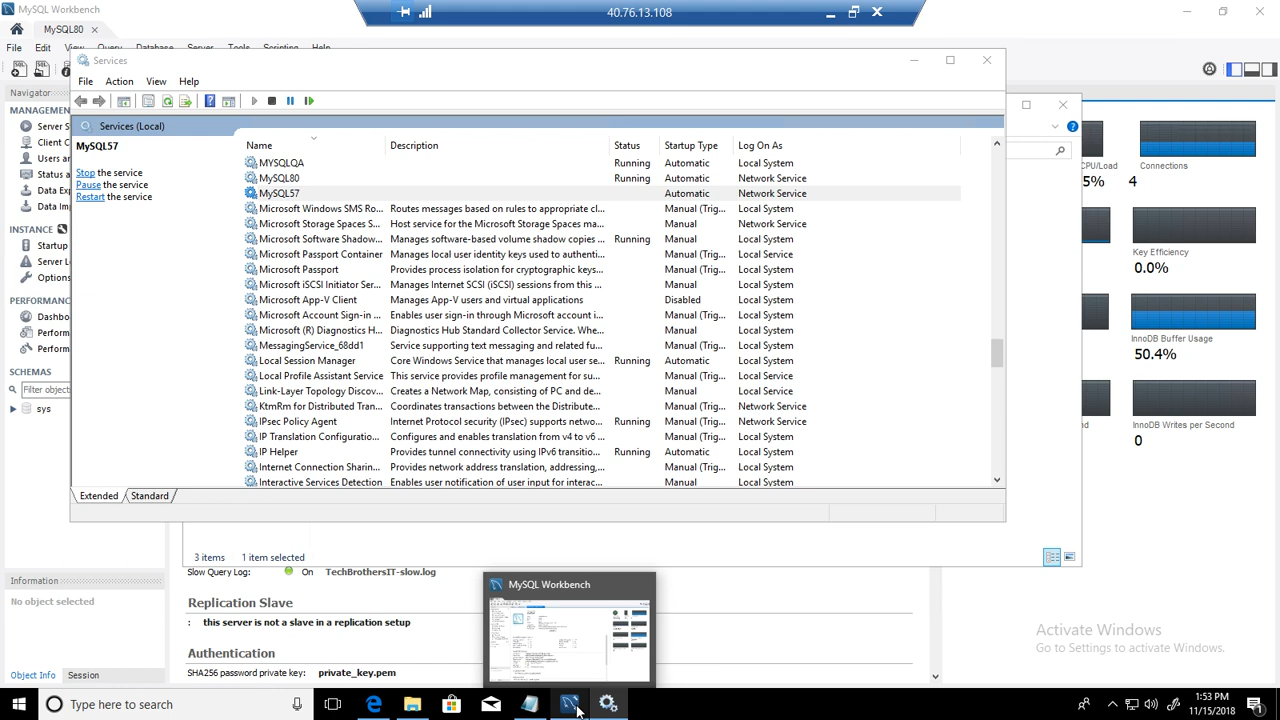 MySQL Workbench
40.76.13.108
MySQL80
File Edit View Query Database Server Tools Scripting Help
Services
File Action View Help
Navigator
MANAGEMENT
Server S
Client C
Users an
Data Exp
Data Imp
INSTANCE
Startup
Server L
Options
PERFORMANC
Dashbo
Perform
Perform
SCHEMAS
Filter objects
sys
Services (Local)
MySQL57
Stop the service
Pause the service
Restart the service
Name Description Status Startup Type Log On As
MYSQLQA Running Automatic Local System
MySQL80 Running Automatic Network Service
MySQL57 Automatic Network Service
Microsoft Windows SMS Ro... Routes messages based on rules to appropriate cl... Manual (Trig... Local System
Microsoft Storage Spaces S... Host service for the Microsoft Storage Spaces ma... Manual Network Service
Microsoft Software Shadow... Manages software-based volume shadow copies ... Running Manual Local System
Microsoft Passport Container Manages local user identity keys used to authenti... Manual (Trig... Local Service
Microsoft Passport Provides process isolation for cryptographic keys... Manual (Trig... Local System
Microsoft iSCSI Initiator Ser... Manages Internet SCSI (iSCSI) sessions from this ... Manual Local System
Microsoft App-V Client Manages App-V users and virtual applications Disabled Local System
Microsoft Account Sign-in ... Enables user sign-in through Microsoft account i... Manual (Trig... Local System
Microsoft (R) Diagnostics H... Diagnostics Hub Standard Collector Service. Whe... Manual Local System
MessagingService_68dd1 Service supporting text messaging and related fu... Manual (Trig... Local System
Local Session Manager Core Windows Service that manages local user se... Running Automatic Local System
Local Profile Assistant Service This service provides profile management for su... Manual (Trig... Local Service
Link-Layer Topology Discov... Creates a Network Map, consisting of PC and de... Manual Local Service
KtmRm for Distributed Tran... Coordinates transactions between the Distribute... Manual (Trig... Network Service
IPsec Policy Agent Internet Protocol security (IPsec) supports netwo... Running Manual (Trig... Network Service
IP Translation Configuratio... Configures and enables translation from v4 to v6 ... Manual (Trig... Local System
IP Helper Provides tunnel connectivity using IPv6 transitio... Running Automatic Local System
Internet Connection Sharin... Provides network address translation, addressing,... Manual (Trig... Local System
Interactive Services Detection Enables user notification of user input for interac... Manual Local System
Extended Standard
CPU/Load Connections
5% 4
Key Efficiency
0.0%
InnoDB Buffer Usage
50.4%
InnoDB Writes per Second
0
3 items 1 item selected
Slow Query Log: On TechBrothersIT-slow.log
Replication Slave
: this server is not a slave in a replication setup
Authentication
SHA256 password private key: private_key.pem
Information
No object selected
Object Info Session
MySQL Workbench
Activate Windows
Go to Settings to activate Windows.
Type here to search
1:53 PM
11/15/2018
1